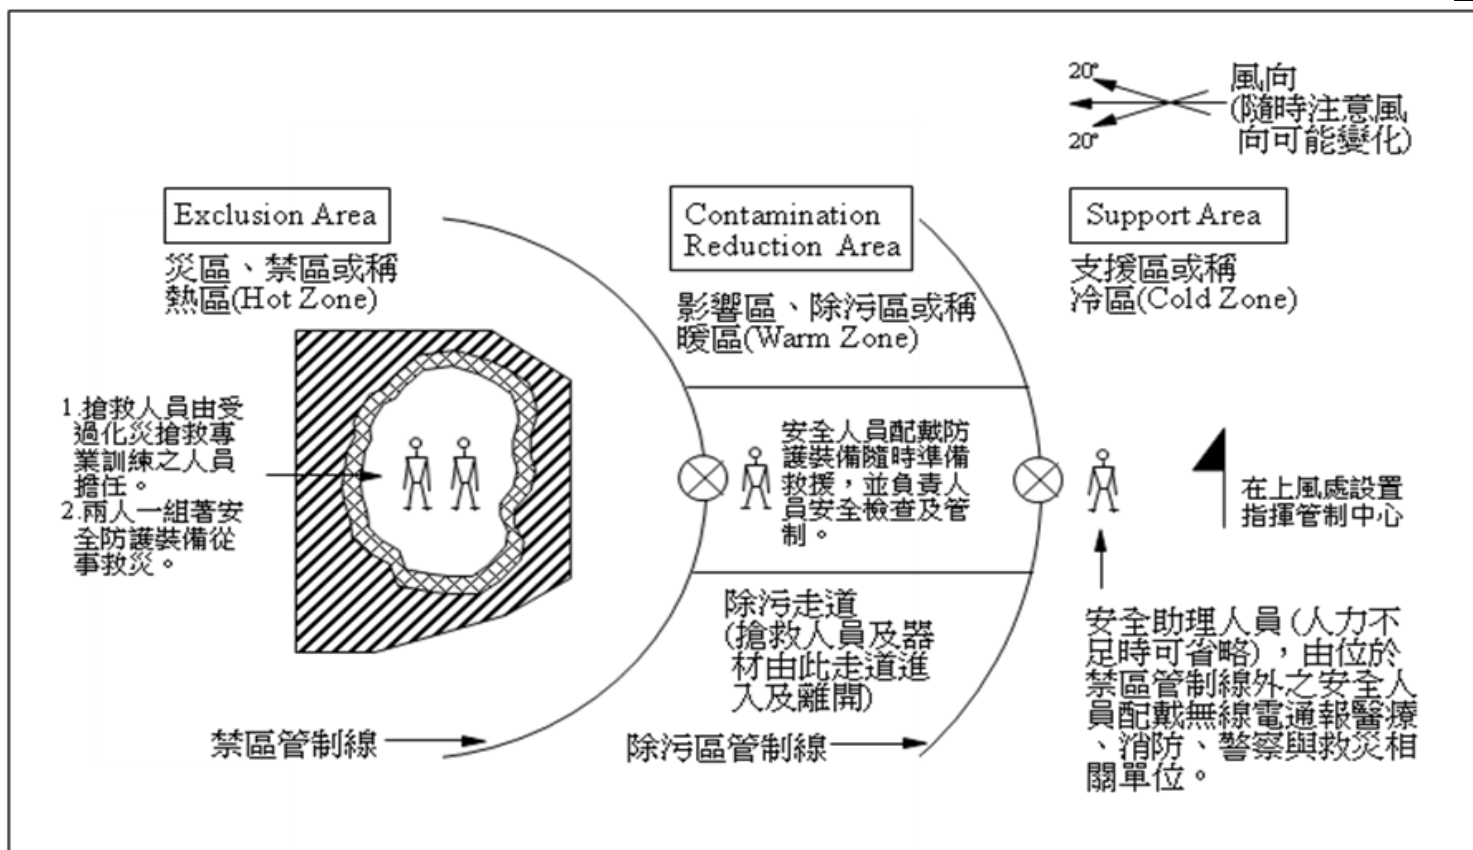 20°
風向
(隨時注意風
向可能變化)
20°
Exclusion Area
災區、禁區或稱
熱區(Hot Zone)
Contamination
Reduction Area
影響區、除污區或稱
暖區(Warm Zone)
Support Area
支援區或稱
冷區(Cold Zone)
1.搶救人員由受
過化災搶救專
業訓練之人員
擔任。
2.兩人一組著安
全防護裝備從
事救災。
安全人員配戴防
護裝備隨時準備
救援，並負責人
員安全檢查及管
制。
在上風處設置
指揮管制中心
除污走道
(搶救人員及器
材由此走道進
入及離開)
安全助理人員(人力不
足時可省略)，由位於
禁區管制線外之安全人
員配戴無線電通報醫療
、消防、警察與救災相
關單位。
禁區管制線
除污區管制線